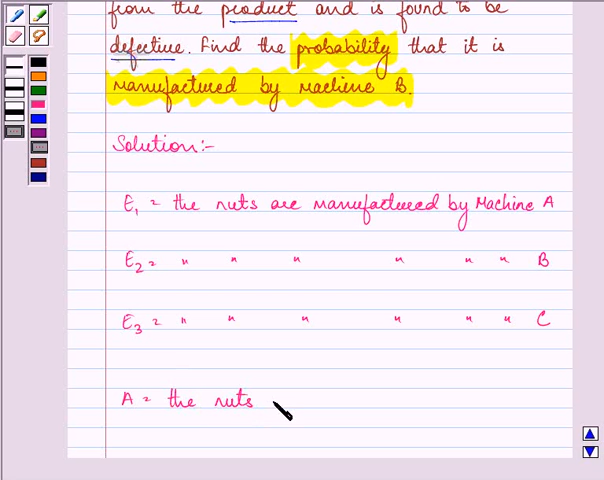 from the product and is found to be
defective. Find the probability that it is
manufactured by machine B.
Solution:-
E₁ = the nuts are manufactured by Machine A
E₂ = " " " " " " B
E₃ = " " " " " " C
A = the nuts